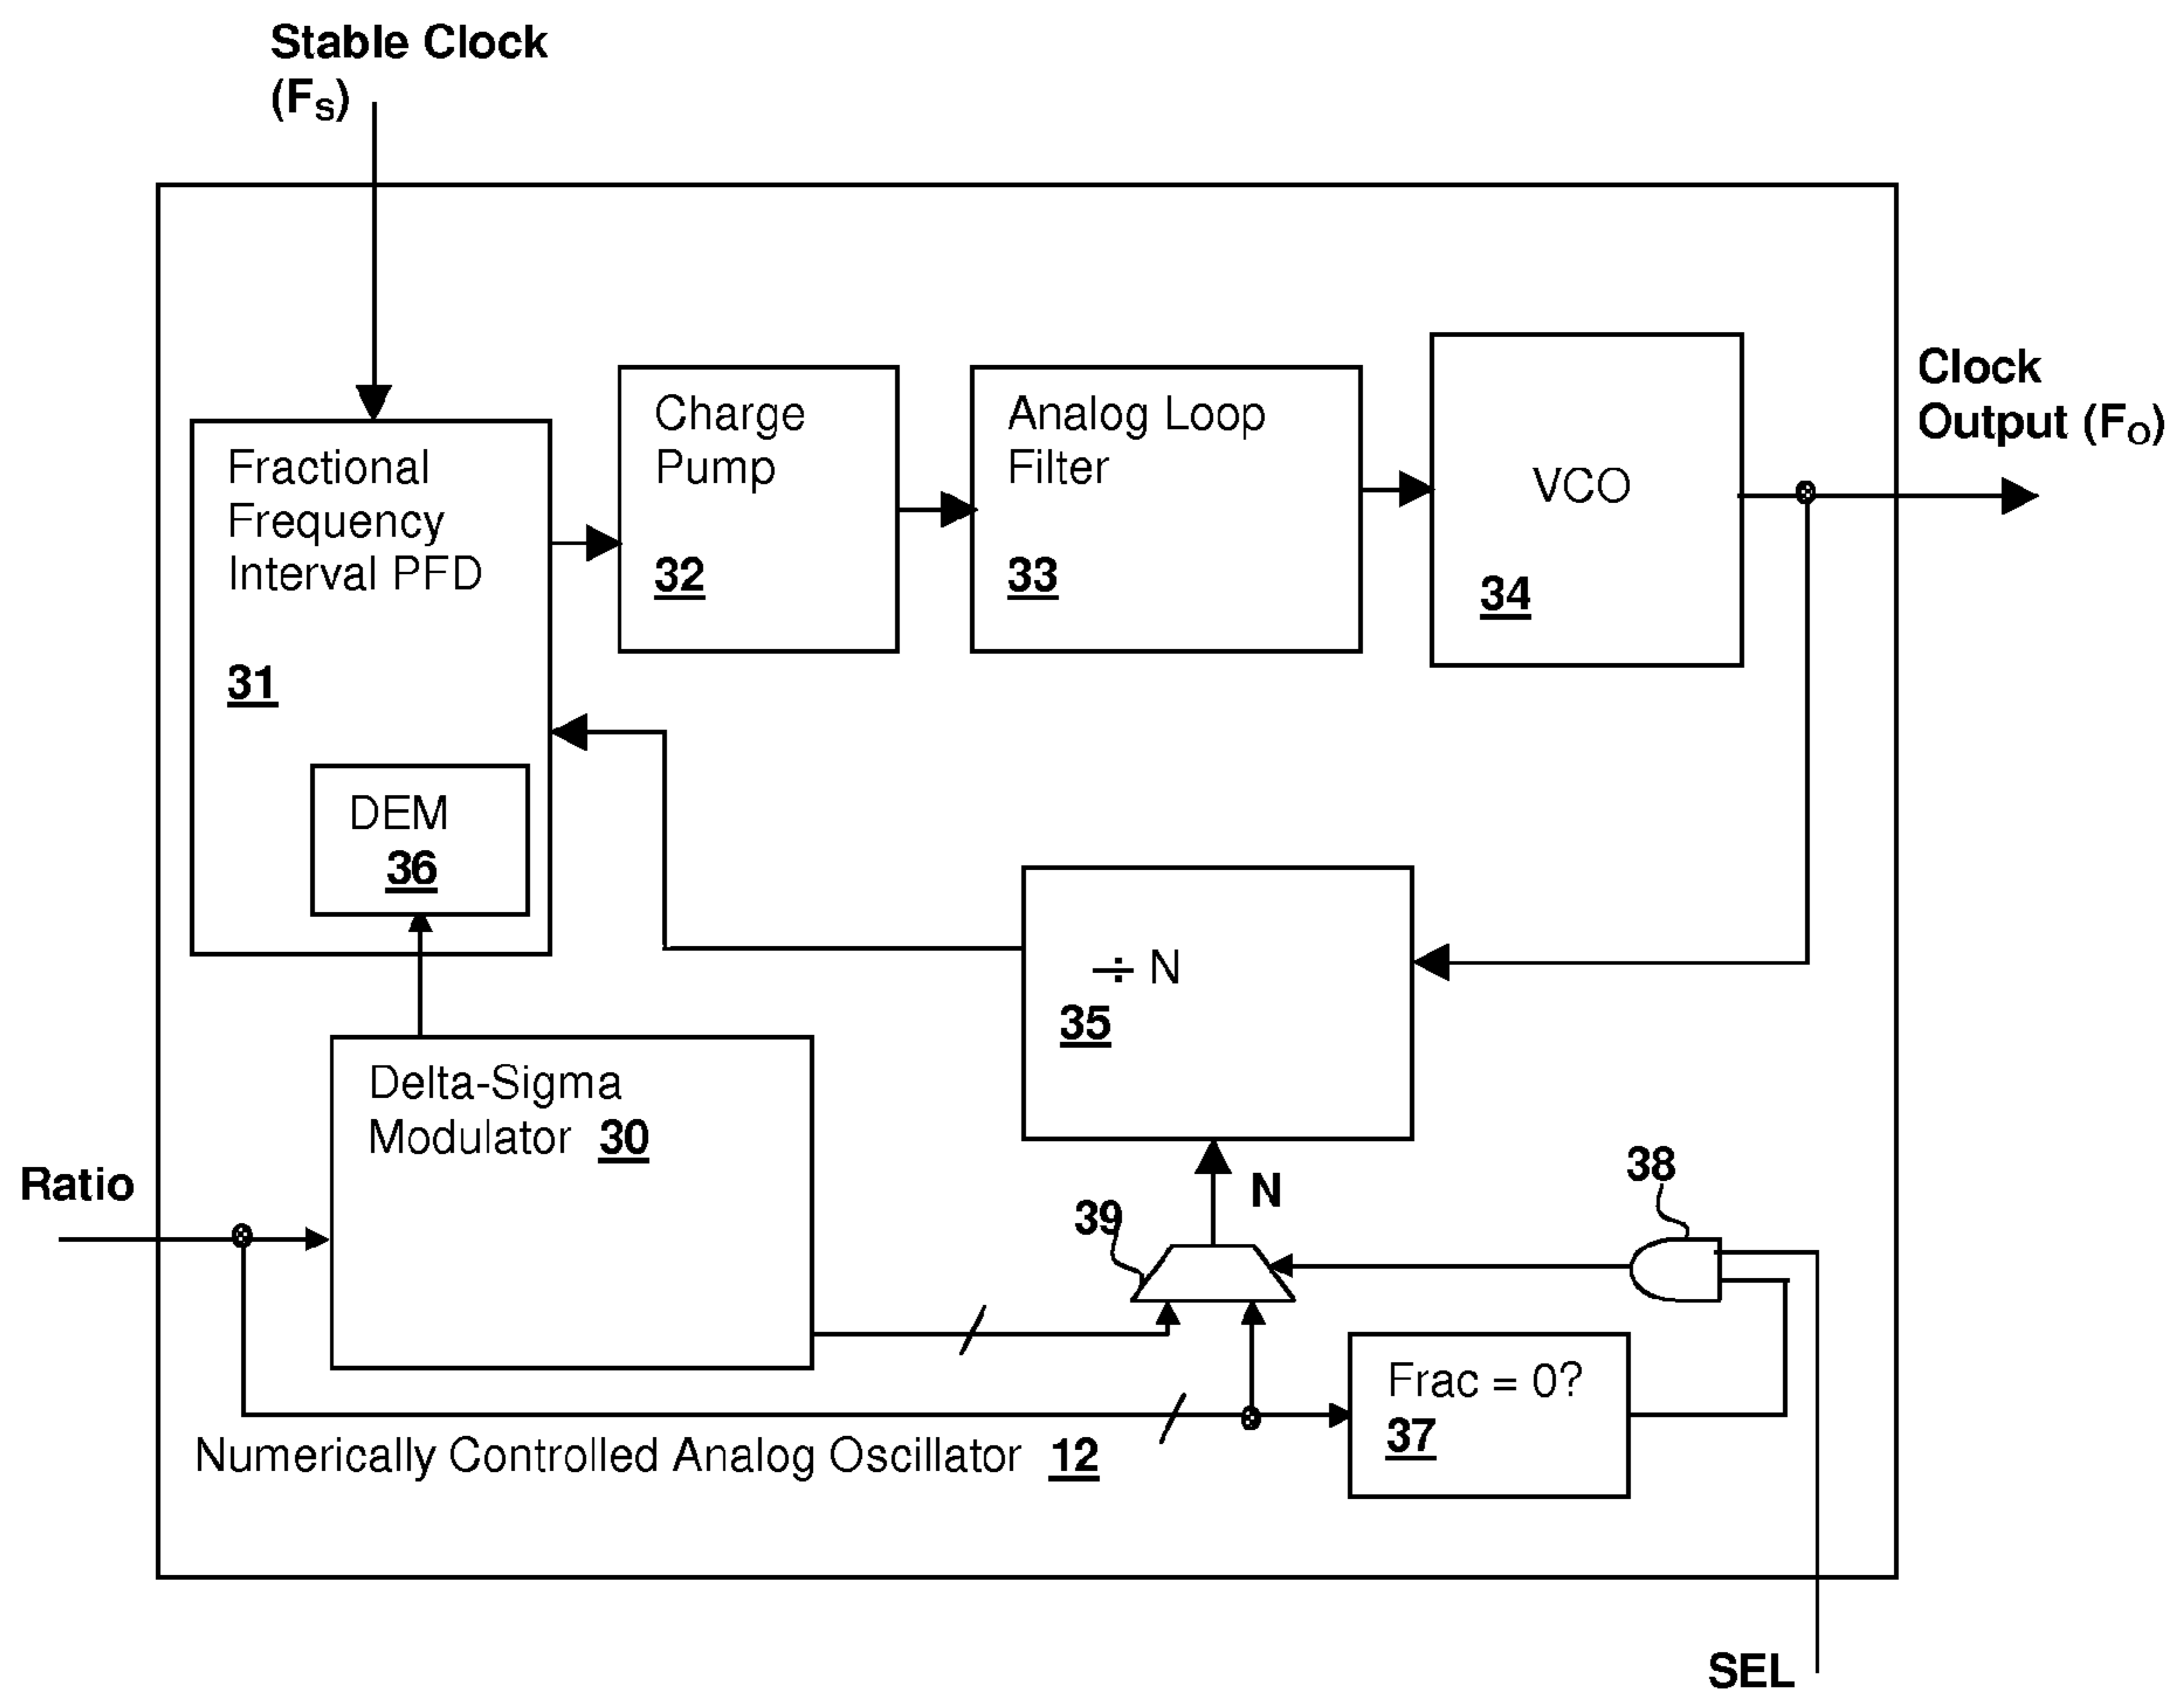 Stable Clock
(FS)
Fractional
Frequency
Interval PFD
31
Charge
Pump
32
Analog Loop
Filter
33
VCO
34
Clock
Output (FO)
DEM
36
÷ N
35
Delta-Sigma
Modulator 30
Ratio
N
39
38
Frac = 0?
37
Numerically Controlled Analog Oscillator 12
SEL